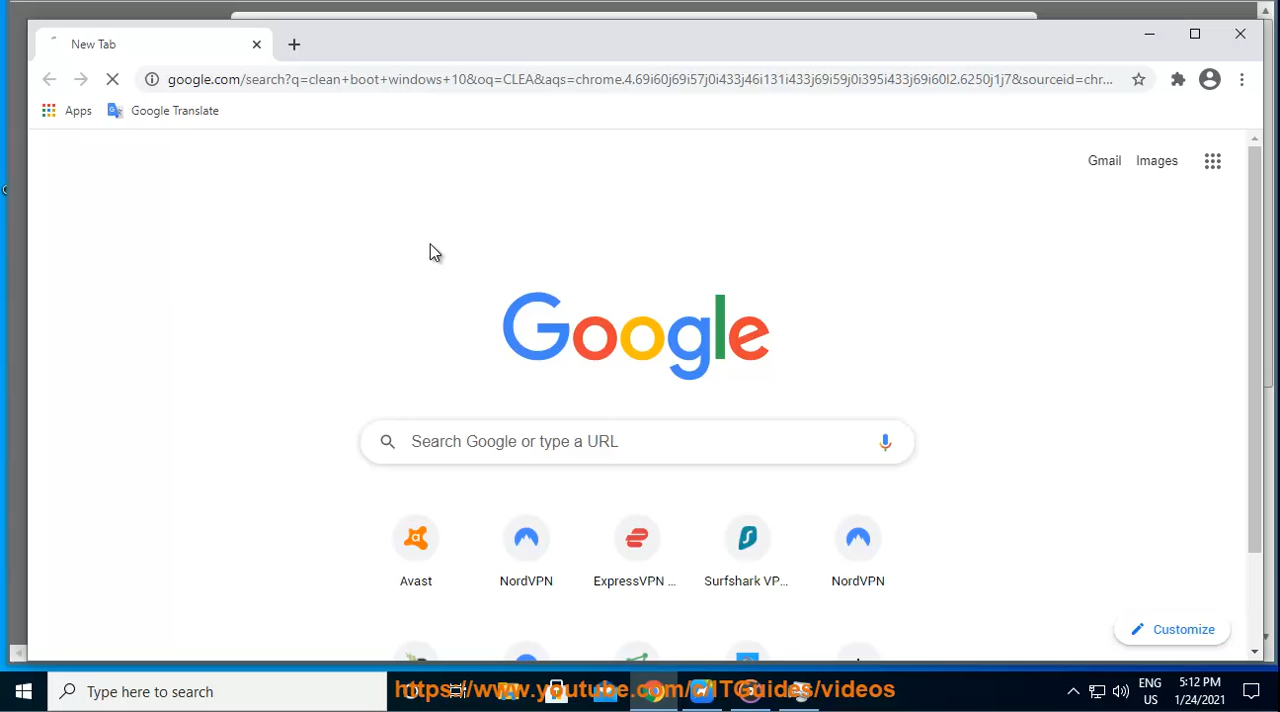 New Tab
google.com/search?q=clean+boot+windows+10&oq=CLEA&aqs=chrome.4.69i60j69i57j0i433j46i131i433j69i59j0i395i433j69i60l2.6250j1j7&sourceid=chr...
Apps
Google Translate
Gmail Images
Google
Search Google or type a URL
Avast
NordVPN
ExpressVPN ...
Surfshark VP...
NordVPN
Customize
Type here to search
https://www.youtube.com/c/ITGuides/videos
ENG
US
5:12 PM
1/24/2021